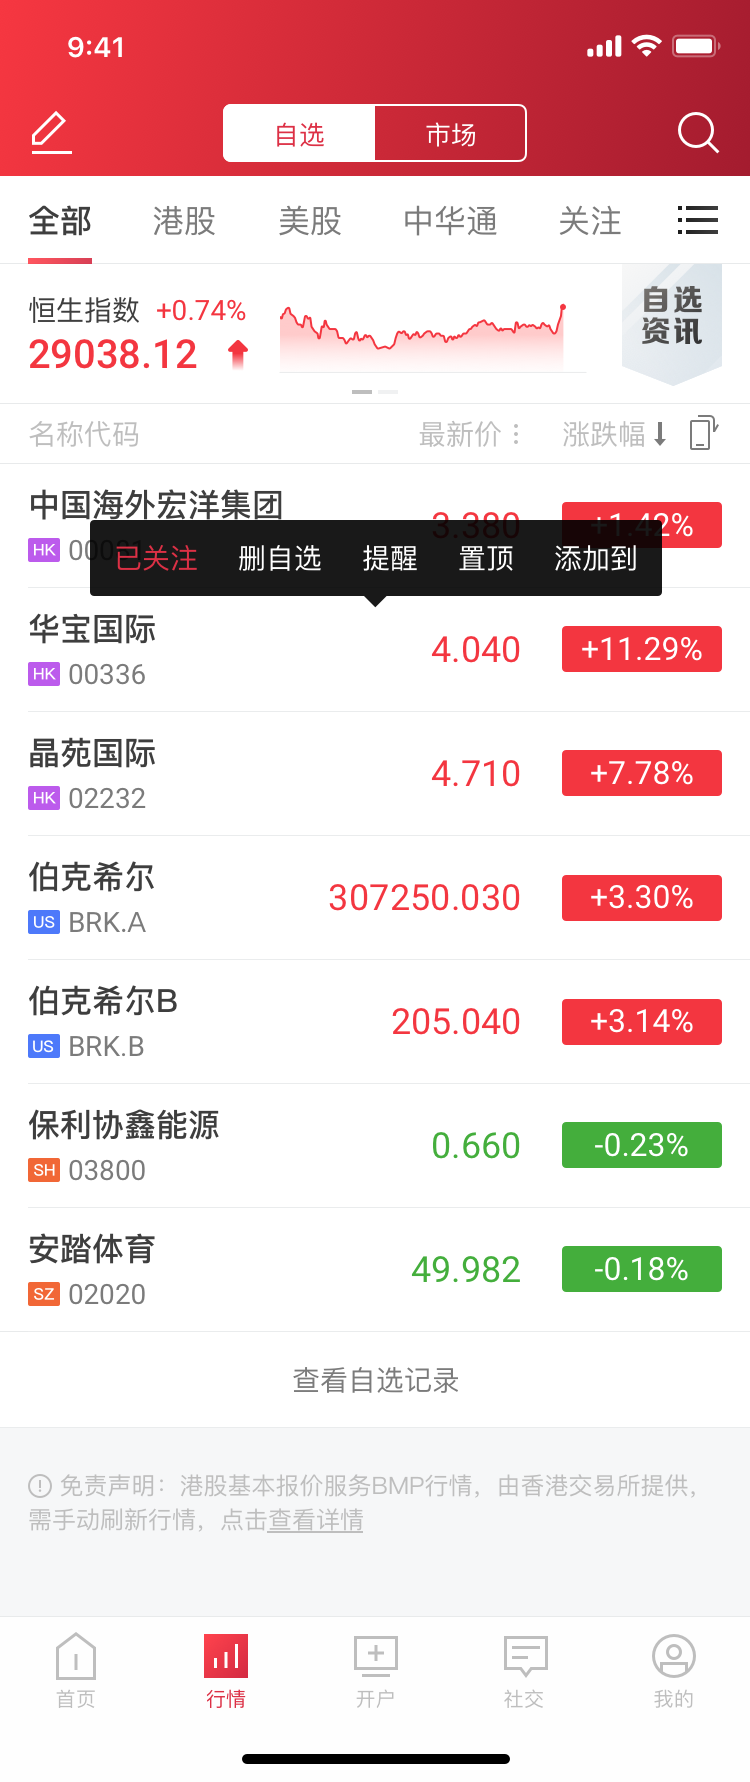 9:41
自选 市场
全部 港股 美股 中华通 关注
恒生指数 +0.74%
29038.12
自选
资讯
名称代码 最新价 涨跌幅
中国海外宏洋集团
3.380 +1.42%
HK
已关注 删自选 提醒 置顶 添加到
华宝国际
4.040 +11.29%
HK 00336
晶苑国际
4.710 +7.78%
HK 02232
伯克希尔
307250.030 +3.30%
US BRK.A
伯克希尔B
205.040 +3.14%
US BRK.B
保利协鑫能源
0.660 -0.23%
SH 03800
安踏体育
49.982 -0.18%
SZ 02020
查看自选记录
免责声明：港股基本报价服务BMP行情，由香港交易所提供，
需手动刷新行情，点击查看详情
首页 行情 开户 社交 我的